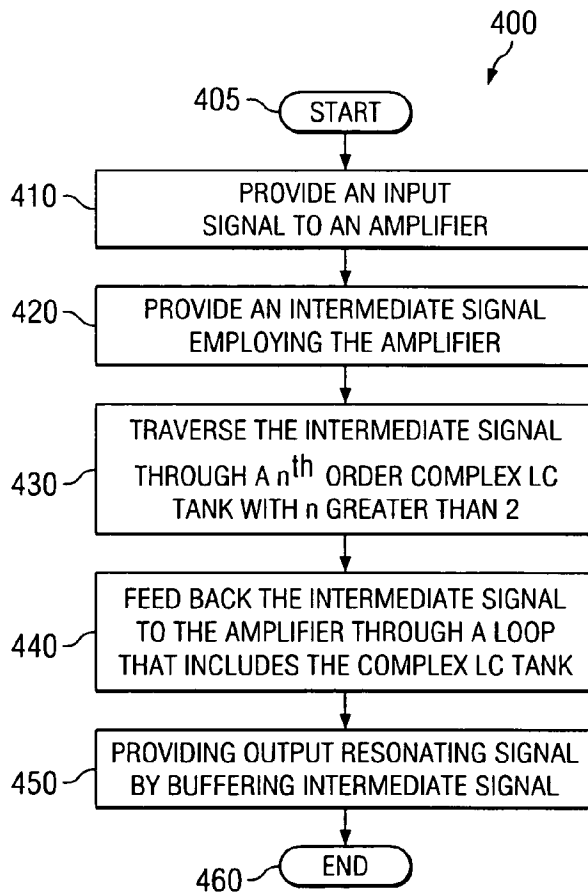 400
405
START
410
PROVIDE AN INPUT
SIGNAL TO AN AMPLIFIER
420
PROVIDE AN INTERMEDIATE SIGNAL
EMPLOYING THE AMPLIFIER
430
TRAVERSE THE INTERMEDIATE SIGNAL
THROUGH A nth ORDER COMPLEX LC
TANK WITH n GREATER THAN 2
440
FEED BACK THE INTERMEDIATE SIGNAL
TO THE AMPLIFIER THROUGH A LOOP
THAT INCLUDES THE COMPLEX LC TANK
450
PROVIDING OUTPUT RESONATING SIGNAL
BY BUFFERING INTERMEDIATE SIGNAL
460
END